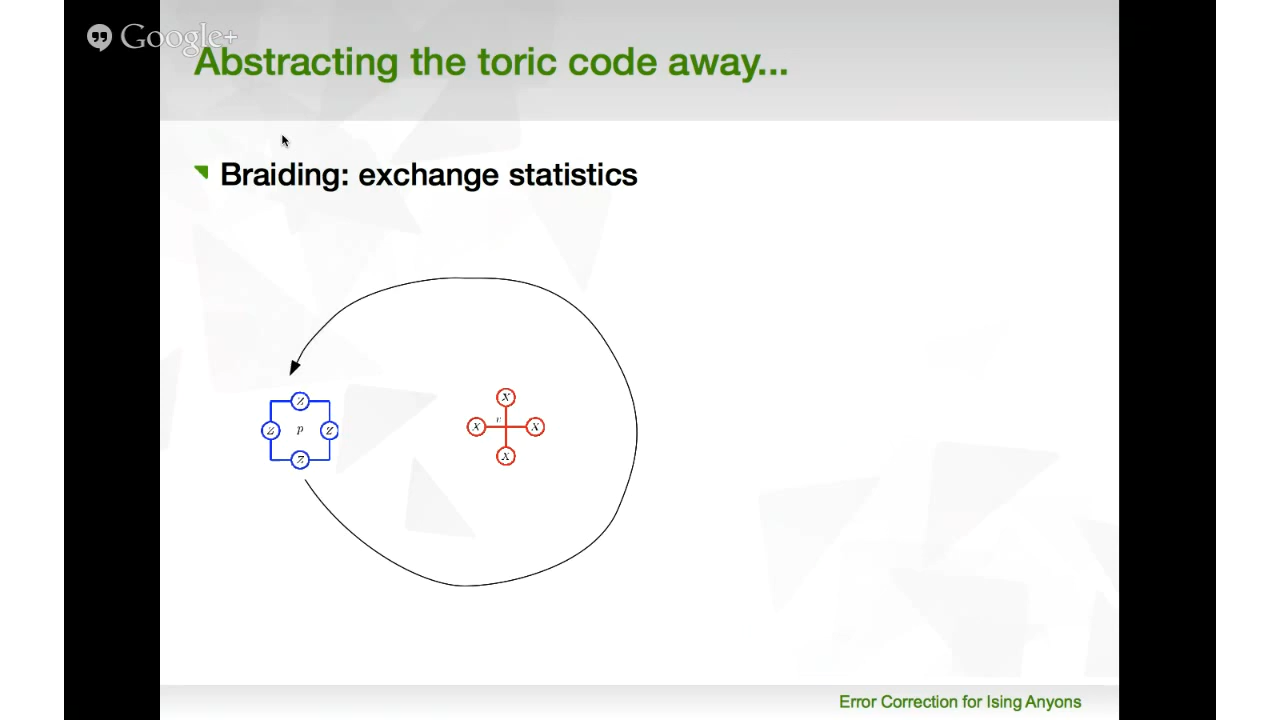 Google+
Abstracting the toric code away...
Braiding: exchange statistics
Z
Z p Z
Z
X
X v X
X
Error Correction for Ising Anyons